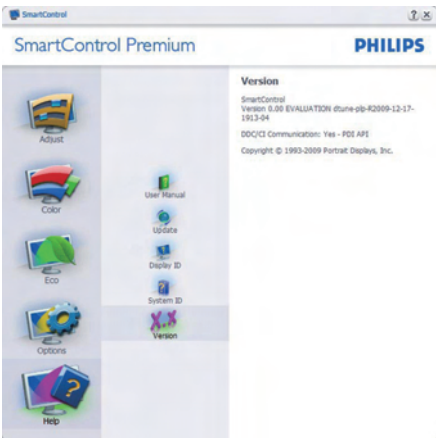 SmartControl
SmartControl Premium
PHILIPS
Adjust
Color
Eco
Options
Help
User Manual
Update
Display ID
System ID
Version
Version
SmartControl
Version 0.00 EVALUATION dtune-plp-R2009-12-17-
1913-04
DDC/CI Communication: Yes - PDI API
Copyright © 1993-2009 Portrait Displays, Inc.